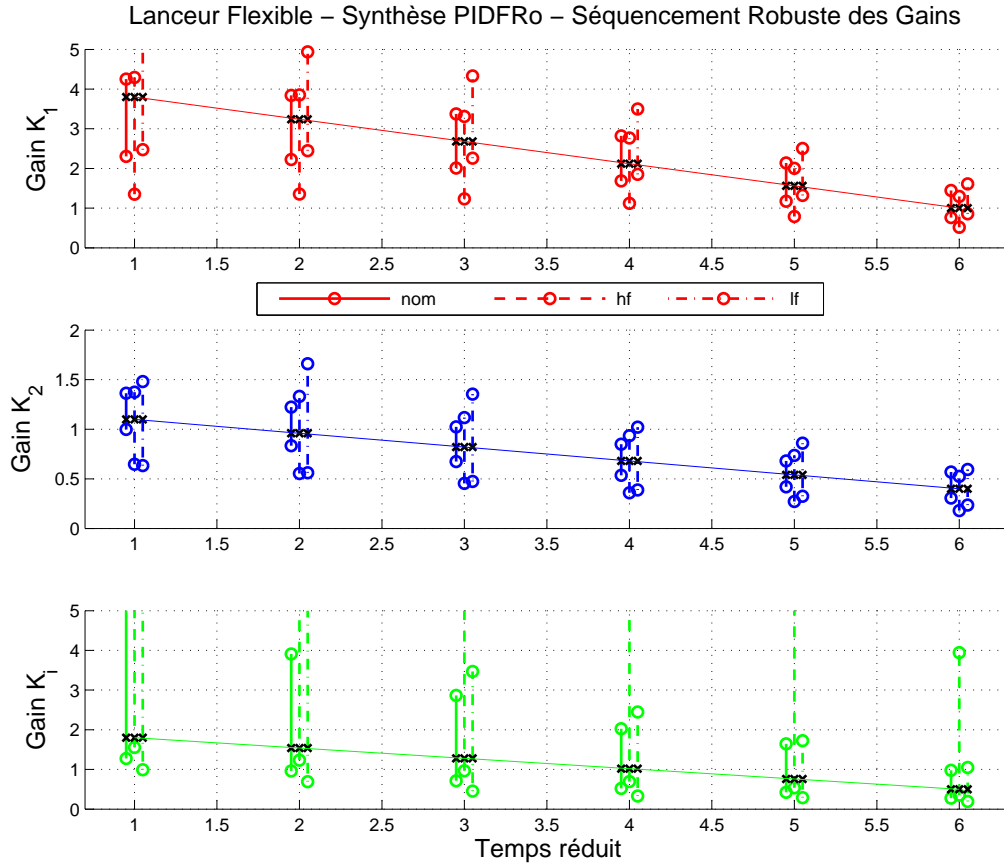 Lanceur Flexible – Synthèse PIDFRo – Séquencement Robuste des Gains
Gain K1
5
4
3
2
1
0
1 1.5 2 2.5 3 3.5 4 4.5 5 5.5 6
nom hf lf
Gain K2
2
1.5
1
0.5
0
1 1.5 2 2.5 3 3.5 4 4.5 5 5.5 6
Gain Ki
5
4
3
2
1
0
1 1.5 2 2.5 3 3.5 4 4.5 5 5.5 6
Temps réduit